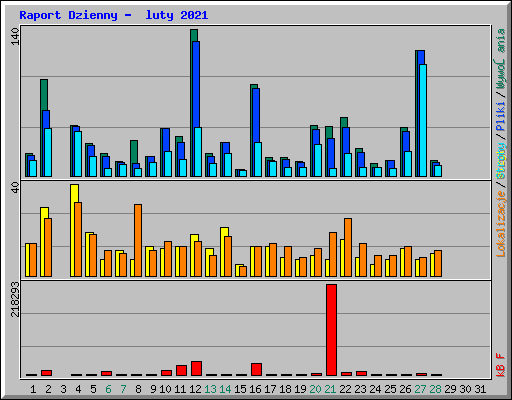 Raport Dzienny -  luty 2021
140
40
218293
Lokalizacje / Strony / Pliki /
kB F
1 2 3 4 5 6 7 8 9 10 11 12 13 14 15 16 17 18 19 20 21 22 23 24 25 26 27 28 29 30 31